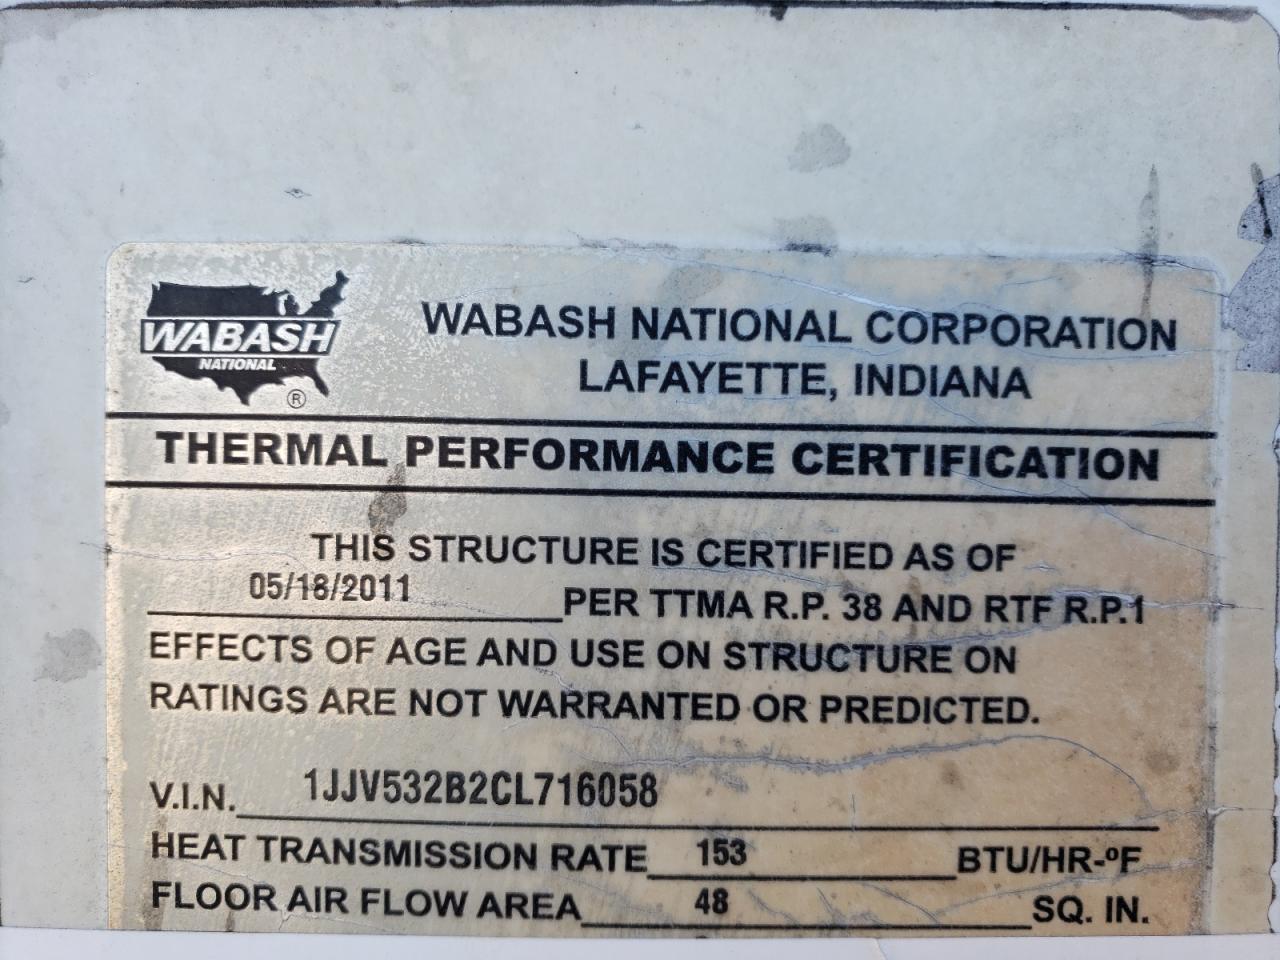 WABASH
NATIONAL
®
WABASH NATIONAL CORPORATION
LAFAYETTE, INDIANA
THERMAL PERFORMANCE CERTIFICATION
THIS STRUCTURE IS CERTIFIED AS OF
05/18/2011 PER TTMA R.P. 38 AND RTF R.P.1
EFFECTS OF AGE AND USE ON STRUCTURE ON
RATINGS ARE NOT WARRANTED OR PREDICTED.
V.I.N. 1JJV532B2CL716058
HEAT TRANSMISSION RATE 153 BTU/HR-ºF
FLOOR AIR FLOW AREA 48 SQ. IN.